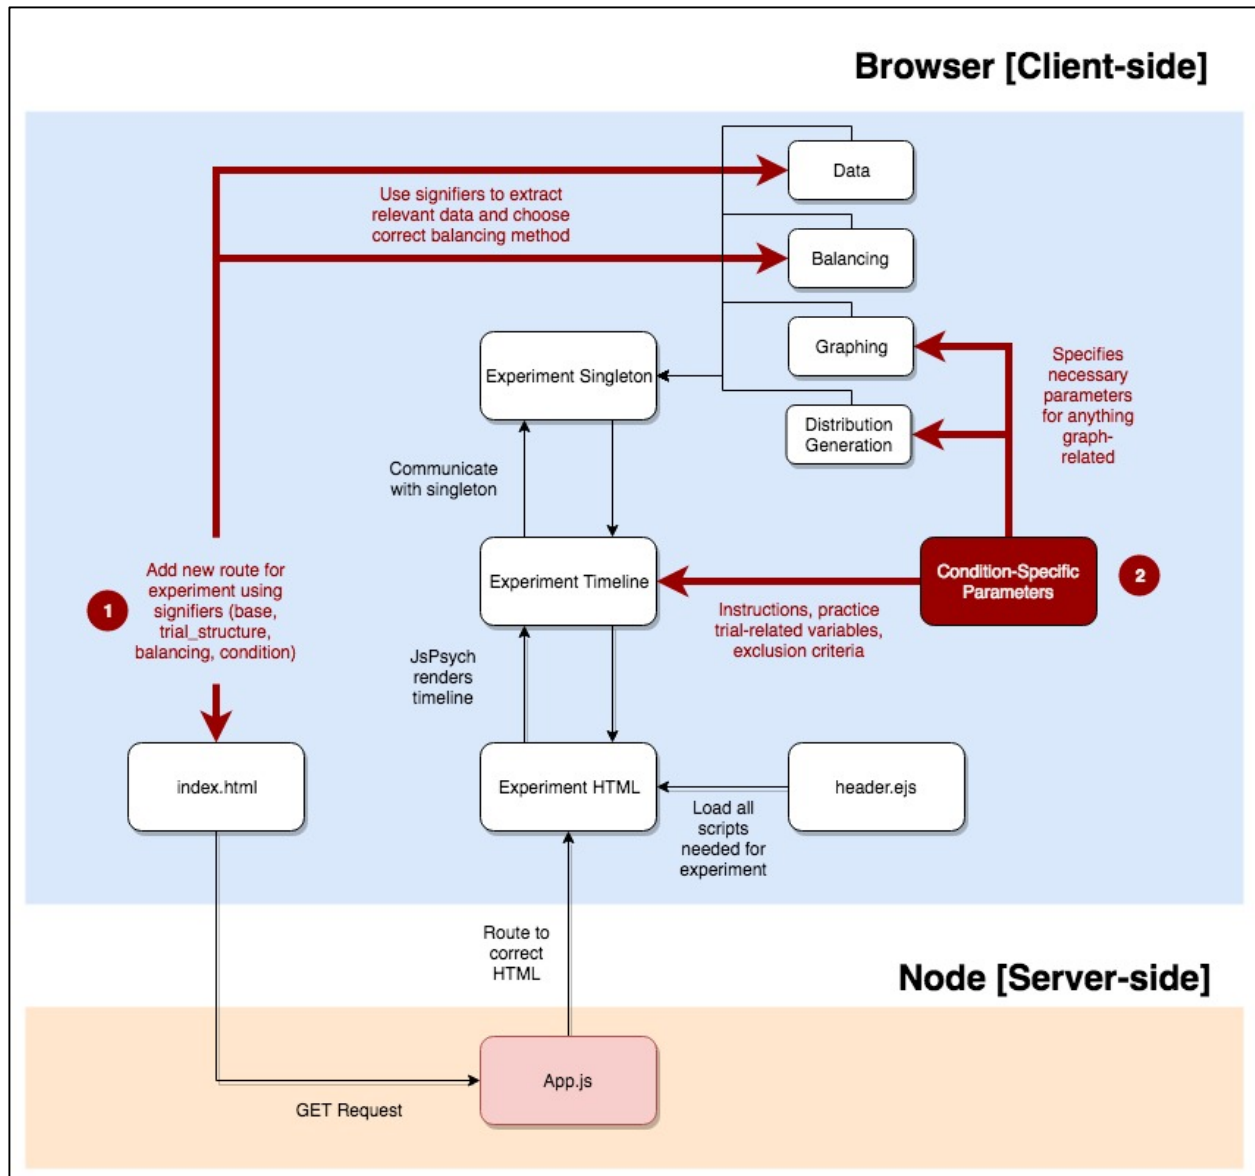 Browser [Client-side]
Data
Use signifiers to extract
relevant data and choose
correct balancing method
Balancing
Graphing
Specifies
necessary
parameters
for anything
graph-
related
Experiment Singleton
Distribution
Generation
Communicate
with singleton
1
Add new route for
experiment using
signifiers (base,
trial_structure,
balancing, condition)
Experiment Timeline
Condition-Specific
Parameters
2
Instructions, practice
trial-related variables,
exclusion criteria
JsPsych
renders
timeline
index.html
Experiment HTML
header.ejs
Load all
scripts
needed for
experiment
Route to
correct
HTML
Node [Server-side]
App.js
GET Request